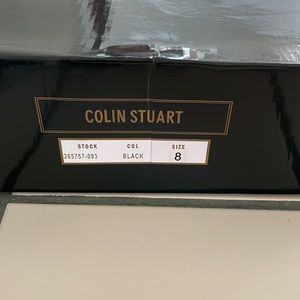 COLIN STUART
STOCK COL SIZE
265757-093 BLACK 8